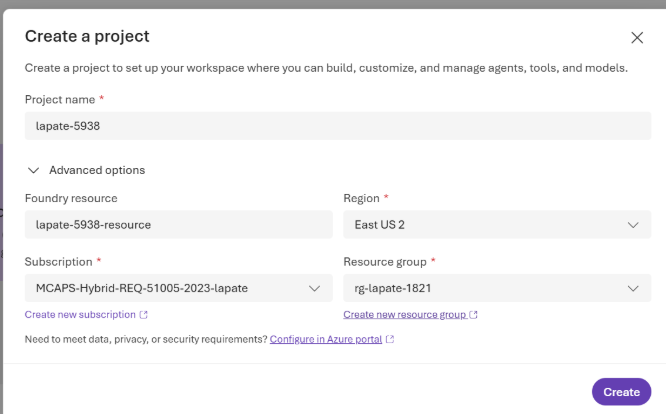 Create a project
Create a project to set up your workspace where you can build, customize, and manage agents, tools, and models.
Project name *
lapate-5938
Advanced options
Foundry resource
Region *
lapate-5938-resource
East US 2
Subscription *
Resource group *
MCAPS-Hybrid-REQ-51005-2023-lapate
rg-lapate-1821
Create new subscription
Create new resource group
Need to meet data, privacy, or security requirements? Configure in Azure portal
Create